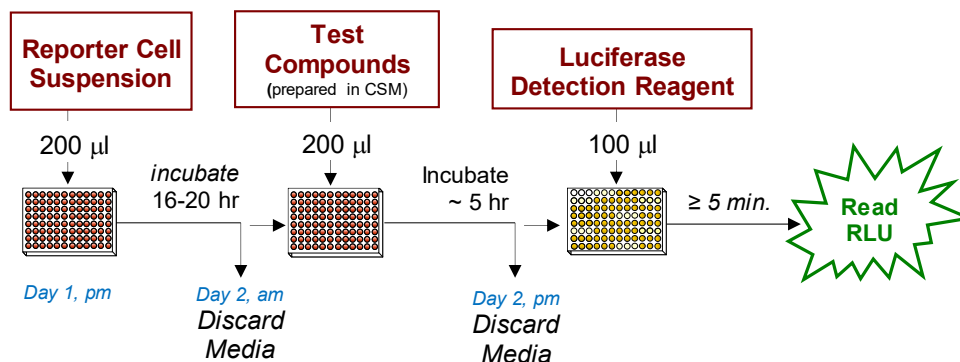 Reporter Cell
Suspension
Test
Compounds
(prepared in CSM)
Luciferase
Detection Reagent
200 µl
200 µl
100 µl
incubate
16-20 hr
Incubate
~ 5 hr
≥ 5 min.
Read
RLU
Day 1, pm
Day 2, am
Discard
Media
Day 2, pm
Discard
Media